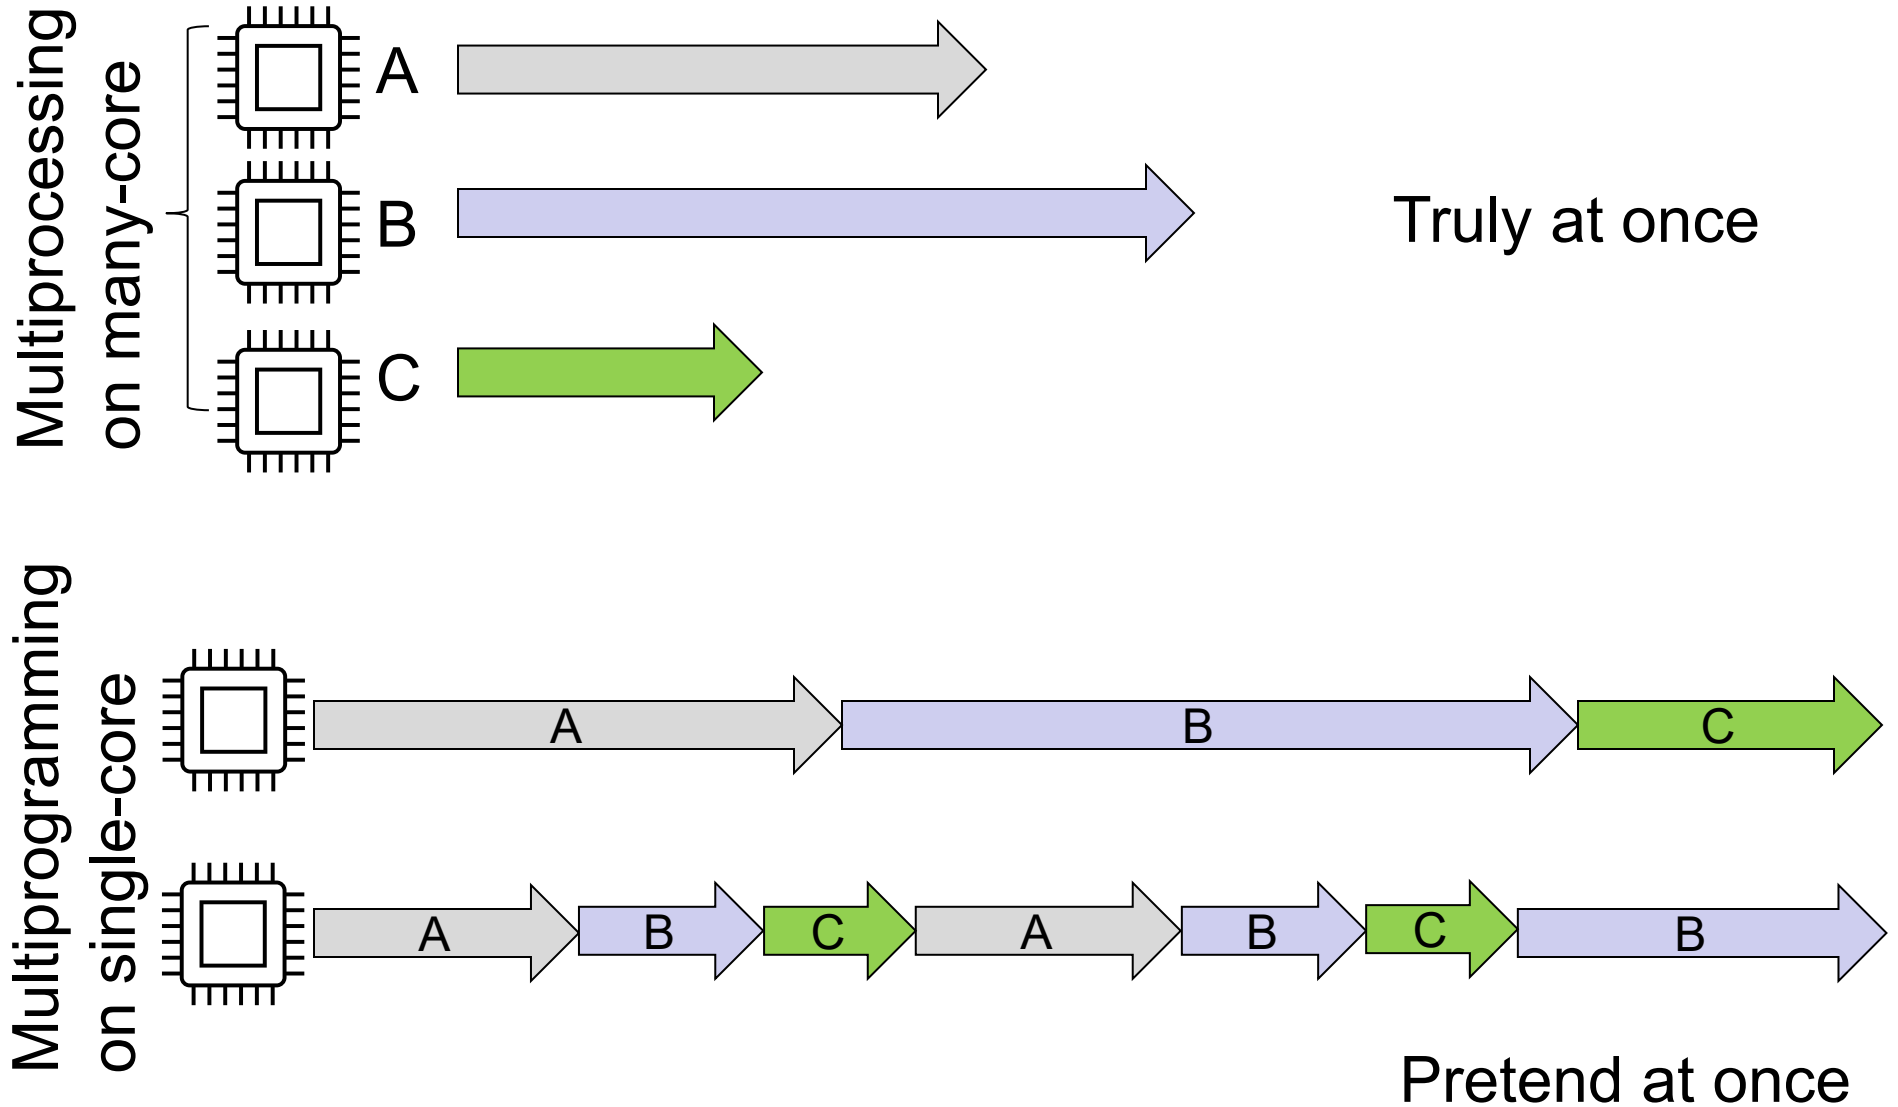 Multiprocessing
on many-core
A
B
Truly at once
C
Multiprogramming
on single-core
A B C
A B C A B C B
Pretend at once